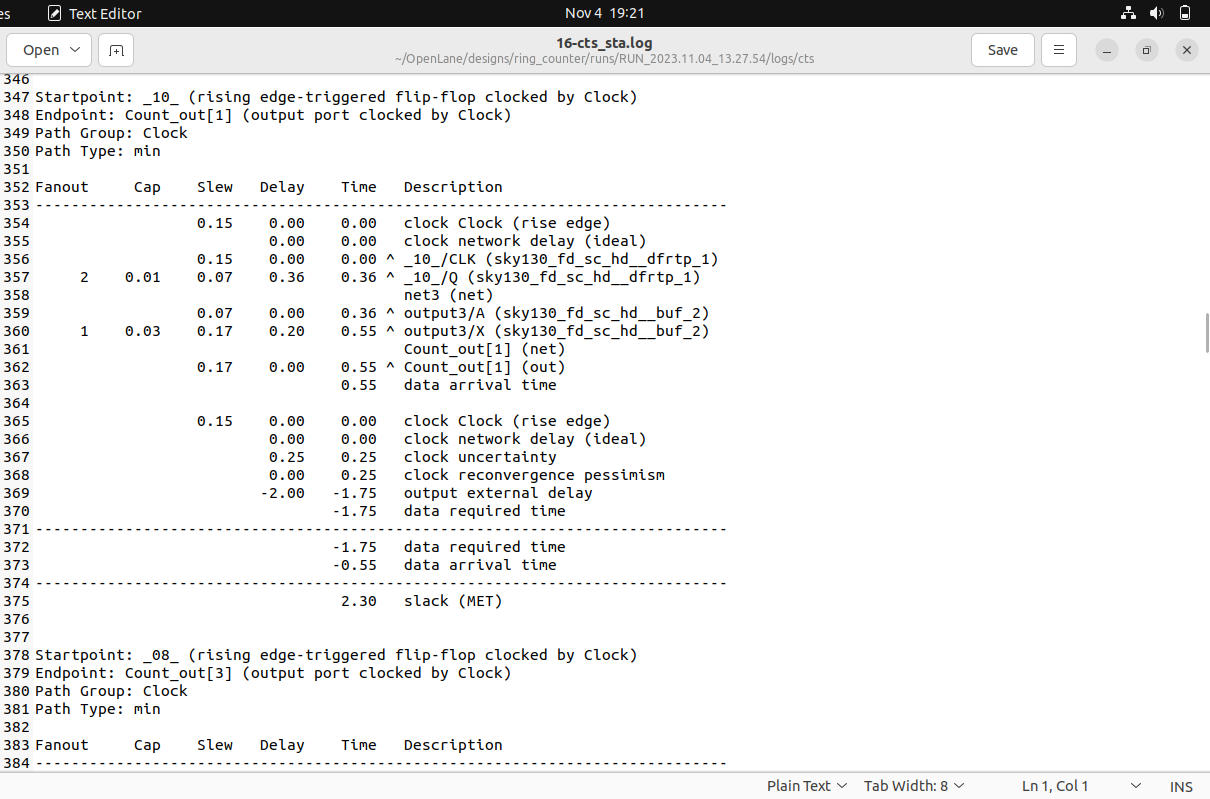 es Text Editor Nov 4 19:21
Open 16-cts_sta.log Save
~/OpenLane/designs/ring_counter/runs/RUN_2023.11.04_13.27.54/logs/cts
346
347 Startpoint: _10_ (rising edge-triggered flip-flop clocked by Clock)
348 Endpoint: Count_out[1] (output port clocked by Clock)
349 Path Group: Clock
350 Path Type: min
351
352 Fanout     Cap    Slew   Delay    Time   Description
353 -----------------------------------------------------------------------------
354                   0.15    0.00    0.00   clock Clock (rise edge)
355                           0.00    0.00   clock network delay (ideal)
356                   0.15    0.00    0.00 ^ _10_/CLK (sky130_fd_sc_hd__dfrtp_1)
357      2    0.01    0.07    0.36    0.36 ^ _10_/Q (sky130_fd_sc_hd__dfrtp_1)
358                                         net3 (net)
359                   0.07    0.00    0.36 ^ output3/A (sky130_fd_sc_hd__buf_2)
360      1    0.03    0.17    0.20    0.55 ^ output3/X (sky130_fd_sc_hd__buf_2)
361                                         Count_out[1] (net)
362                   0.17    0.00    0.55 ^ Count_out[1] (out)
363                                   0.55   data arrival time
364
365                   0.15    0.00    0.00   clock Clock (rise edge)
366                           0.00    0.00   clock network delay (ideal)
367                           0.25    0.25   clock uncertainty
368                           0.00    0.25   clock reconvergence pessimism
369                          -2.00   -1.75   output external delay
370                                  -1.75   data required time
371 -----------------------------------------------------------------------------
372                                  -1.75   data required time
373                                  -0.55   data arrival time
374 -----------------------------------------------------------------------------
375                                   2.30   slack (MET)
376
377
378 Startpoint: _08_ (rising edge-triggered flip-flop clocked by Clock)
379 Endpoint: Count_out[3] (output port clocked by Clock)
380 Path Group: Clock
381 Path Type: min
382
383 Fanout     Cap    Slew   Delay    Time   Description
384 -----------------------------------------------------------------------------
Plain Text Tab Width: 8 Ln 1, Col 1 INS